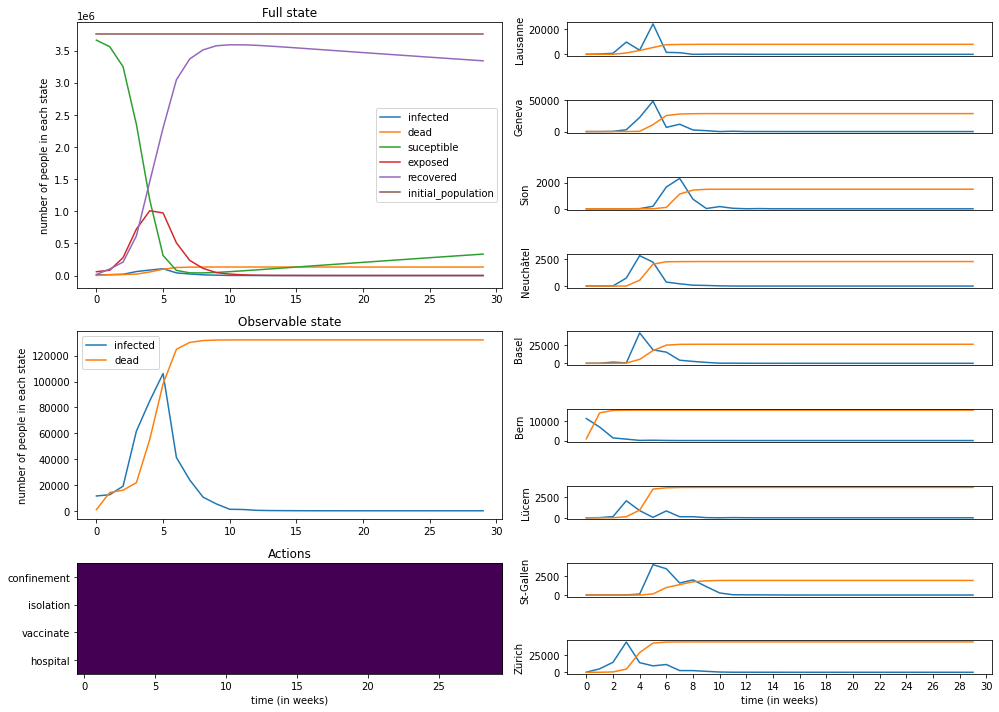 Full state
1e6
number of people in each state
3.5
3.0
2.5
2.0
1.5
1.0
0.5
0.0
infected
dead
suceptible
exposed
recovered
initial_population
0 5 10 15 20 25 30
Observable state
number of people in each state
120000
100000
80000
60000
40000
20000
0
infected
dead
0 5 10 15 20 25 30
Actions
confinement
isolation
vaccinate
hospital
0 5 10 15 20 25
time (in weeks)
Lausanne
20000
0
Geneva
50000
0
Sion
2000
0
Neuchâtel
2500
0
Basel
25000
0
Bern
10000
0
Lücern
2500
0
St-Gallen
2500
0
Zürich
25000
0
0 2 4 6 8 10 12 14 16 18 20 22 24 26 28 30
time (in weeks)